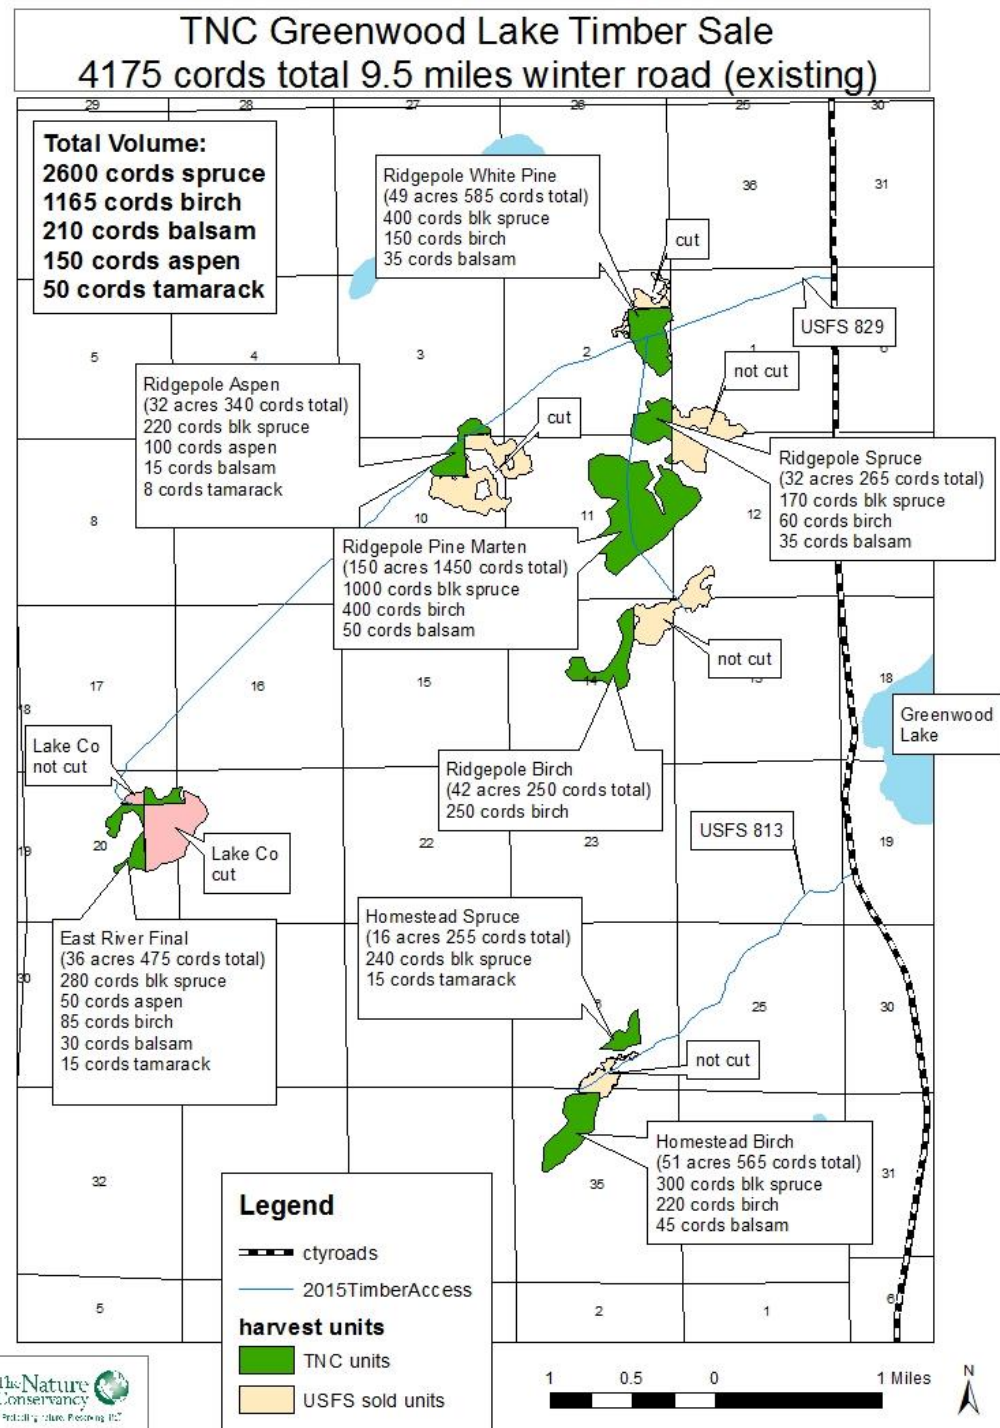 TNC Greenwood Lake Timber Sale
4175 cords total 9.5 miles winter road (existing)
29
28
27
26
25
30
Total Volume:
2600 cords spruce
1165 cords birch
210 cords balsam
150 cords aspen
50 cords tamarack
Ridgepole White Pine
(49 acres 585 cords total)
400 cords blk spruce
150 cords birch
35 cords balsam
36
31
cut
USFS 829
5
4
3
2
1
not cut
Ridgepole Aspen
(32 acres 340 cords total)
220 cords blk spruce
100 cords aspen
15 cords balsam
8 cords tamarack
cut
Ridgepole Spruce
(32 acres 265 cords total)
170 cords blk spruce
60 cords birch
35 cords balsam
8
10
11
12
Ridgepole Pine Marten
(150 acres 1450 cords total)
1000 cords blk spruce
400 cords birch
50 cords balsam
not cut
17
16
15
14
18
18
Greenwood
Lake
Lake Co
not cut
Ridgepole Birch
(42 acres 250 cords total)
250 cords birch
USFS 813
19
20
22
23
19
Lake Co
cut
Homestead Spruce
(16 acres 255 cords total)
240 cords blk spruce
15 cords tamarack
East River Final
(36 acres 475 cords total)
280 cords blk spruce
50 cords aspen
85 cords birch
30 cords balsam
15 cords tamarack
30
25
30
not cut
Homestead Birch
(51 acres 565 cords total)
300 cords blk spruce
220 cords birch
45 cords balsam
32
35
31
Legend
ctyroads
2015TimberAccess
harvest units
TNC units
USFS sold units
5
2
1
6
1
0.5
0
1 Miles
N
The Nature
Conservancy
Protecting nature. Preserving life.